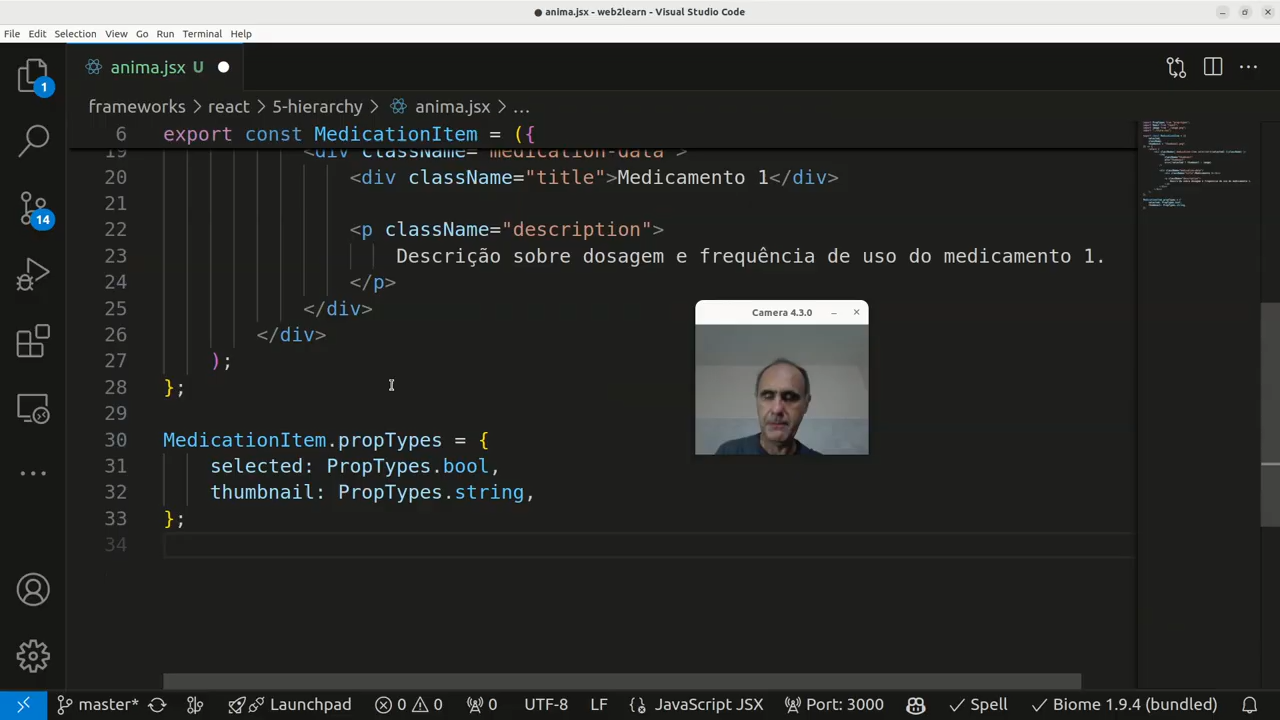 anima.jsx - web2learn - Visual Studio Code
File Edit Selection View Go Run Terminal Help
anima.jsx U
1
frameworks > react > 5-hierarchy > anima.jsx > ...
6 export const MedicationItem = ({
19 <div className="medication-data">
20 <div className="title">Medicamento 1</div>
21
22 <p className="description">
23 Descrição sobre dosagem e frequência de uso do medicamento 1.
24 </p>
25 </div>
26 </div>
27 );
28 };
29
30 MedicationItem.propTypes = {
31 selected: PropTypes.bool,
32 thumbnail: PropTypes.string,
33 };
34
14
Camera 4.3.0
master* Launchpad 0 0 0 UTF-8 LF {} JavaScript JSX Port: 3000 Spell Biome 1.9.4 (bundled)